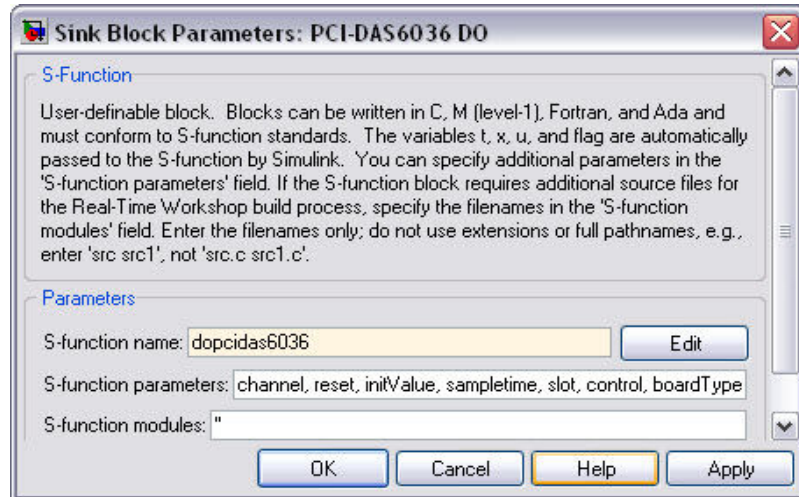 Sink Block Parameters: PCI-DAS6036 DO
S-Function
User-definable block.  Blocks can be written in C, M (level-1), Fortran, and Ada and
must conform to S-function standards.  The variables t, x, u, and flag are automatically
passed to the S-function by Simulink.  You can specify additional parameters in the
'S-function parameters' field. If the S-function block requires additional source files for
the Real-Time Workshop build process, specify the filenames in the 'S-function
modules' field. Enter the filenames only; do not use extensions or full pathnames, e.g.,
enter 'src src1', not 'src.c src1.c'.
Parameters
S-function name: dopcidas6036 Edit
S-function parameters: channel, reset, initValue, sampletime, slot, control, boardType
S-function modules: ''
OK Cancel Help Apply